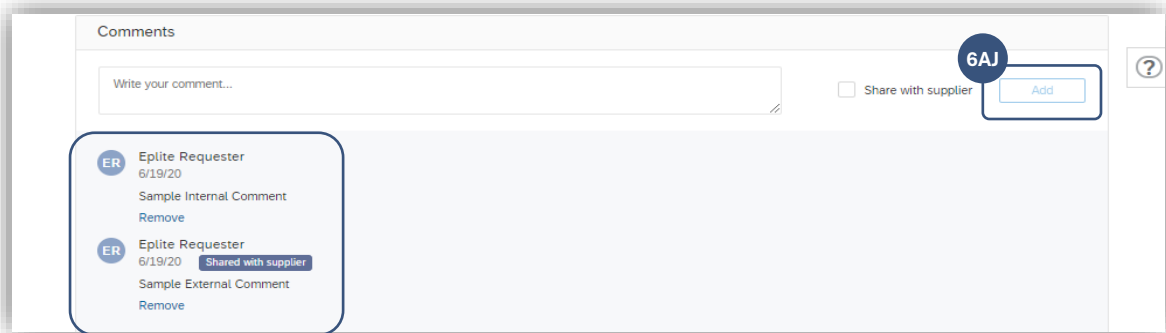 Comments
6AJ
Write your comment...
Share with supplier
Add
?
ER
Eplite Requester
6/19/20
Sample Internal Comment
Remove
ER
Eplite Requester
6/19/20 Shared with supplier
Sample External Comment
Remove